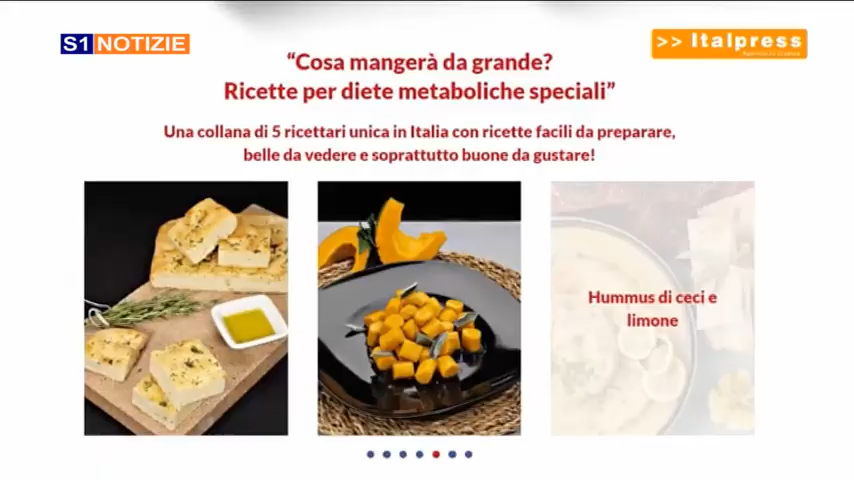 S1 NOTIZIE
>> Italpress
“Cosa mangerà da grande?
Ricette per diete metaboliche speciali”
Una collana di 5 ricettari unica in Italia con ricette facili da preparare,
belle da vedere e soprattutto buone da gustare!
Hummus di ceci e
limone